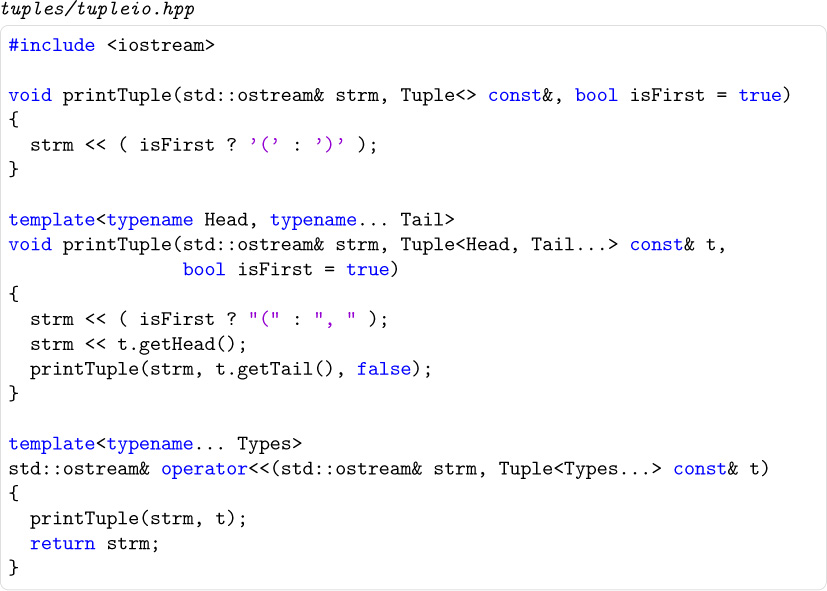 tuples/tupleio.hpp
#include <iostream>

void printTuple(std::ostream& strm, Tuple<> const&, bool isFirst = true)
{
  strm << ( isFirst ? ’(’ : ’)’ );
}

template<typename Head, typename... Tail>
void printTuple(std::ostream& strm, Tuple<Head, Tail...> const& t,
                bool isFirst = true)
{
  strm << ( isFirst ? "(" : ", " );
  strm << t.getHead();
  printTuple(strm, t.getTail(), false);
}

template<typename... Types>
std::ostream& operator<<(std::ostream& strm, Tuple<Types...> const& t)
{
  printTuple(strm, t);
  return strm;
}